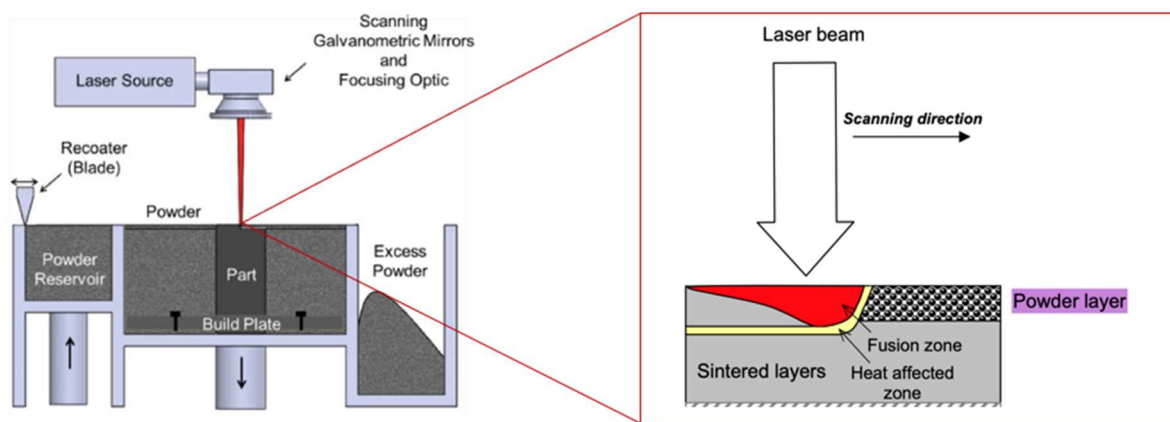 Scanning
Galvanometric Mirrors
and
Focusing Optic
Laser Source
Recoater
(Blade)
Powder
Powder
Reservoir
Part
Build Plate
Excess
Powder
Laser beam
Scanning direction
Powder layer
Fusion zone
Heat affected
zone
Sintered layers